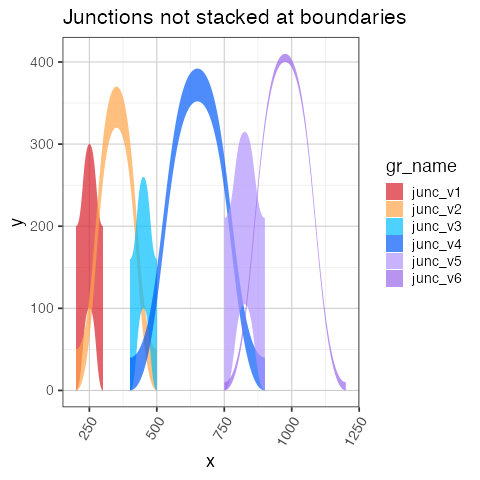 Junctions not stacked at boundaries
400
300
200
100
0
y
250
500
750
1000
1250
x
gr_name
junc_v1
junc_v2
junc_v3
junc_v4
junc_v5
junc_v6